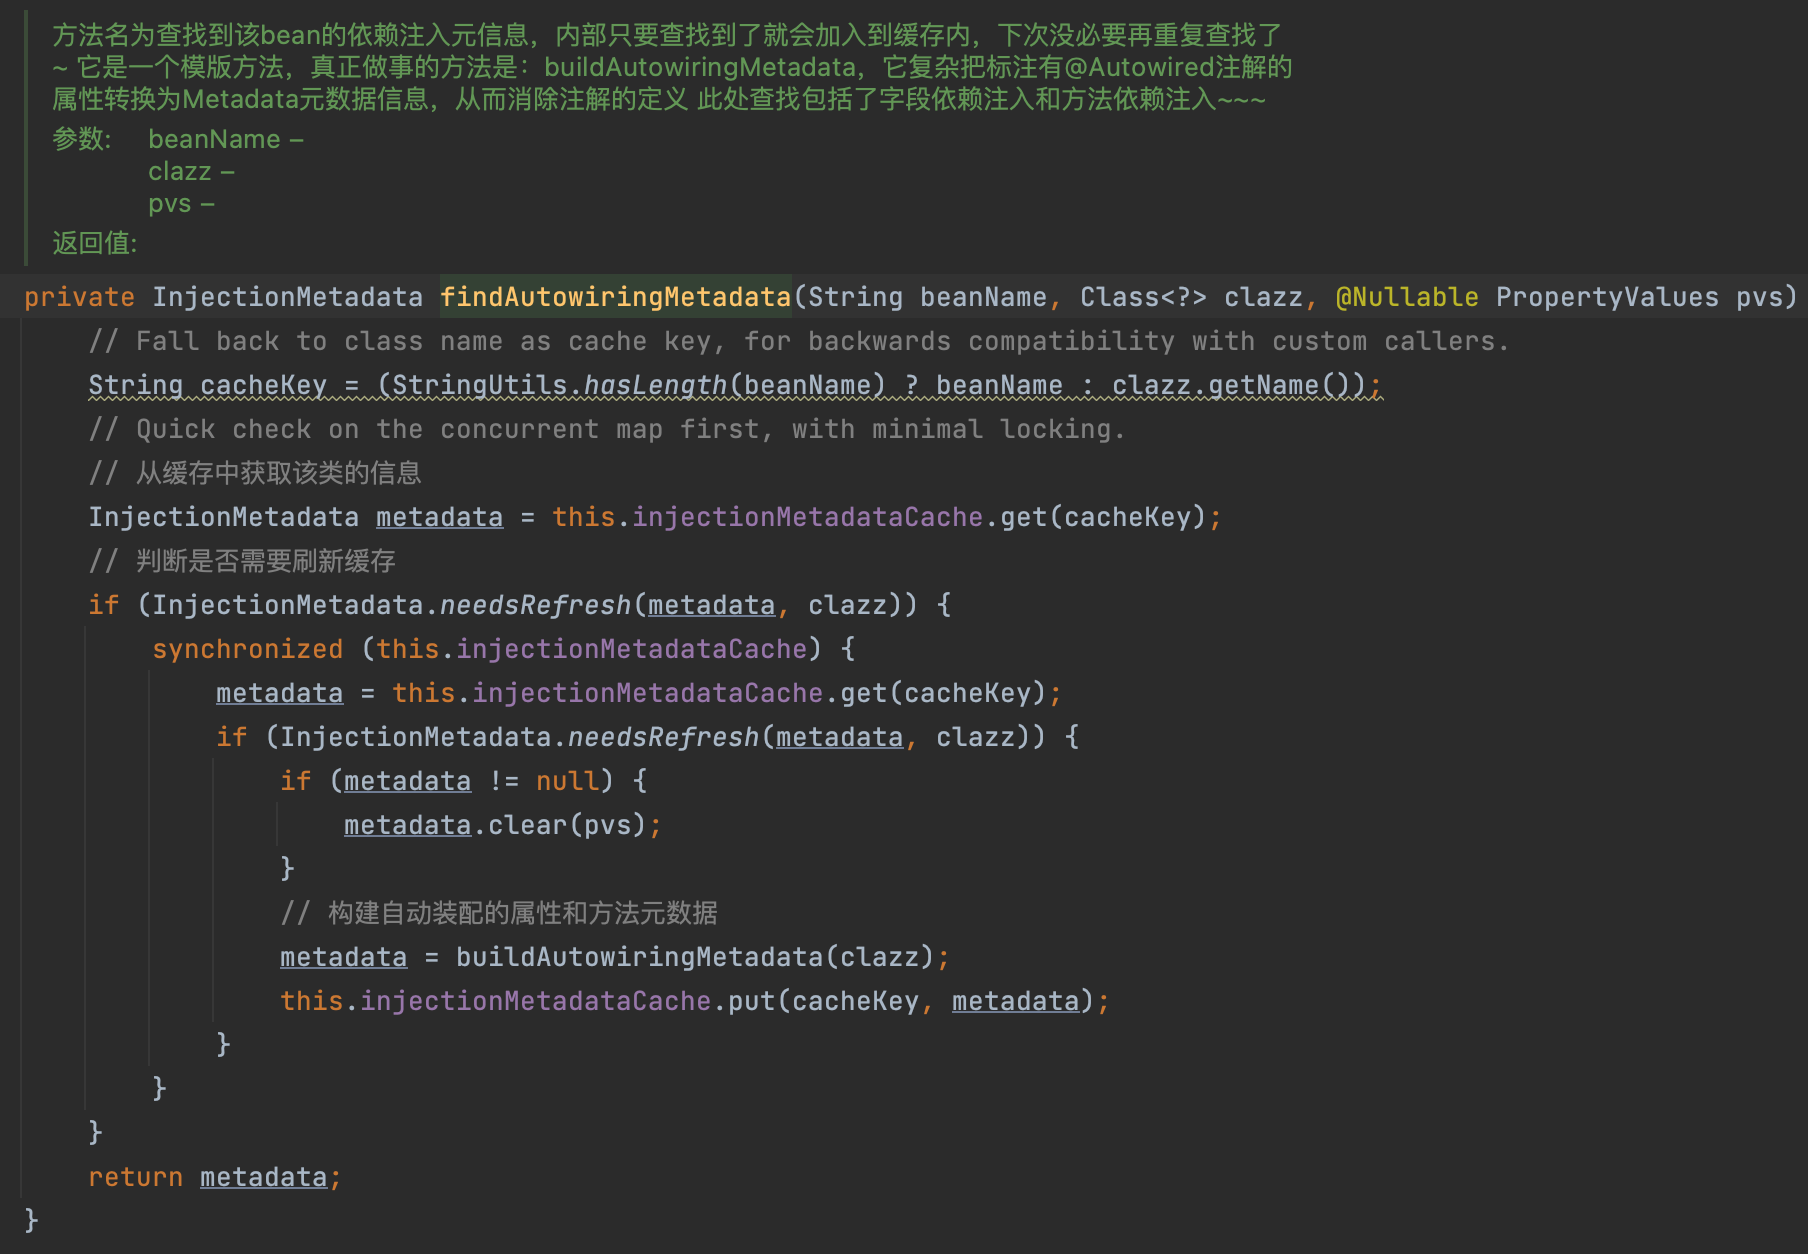 方法名为查找到该bean的依赖注入元信息，内部只要查找到了就会加入到缓存内，下次没必要再重复查找了
~ 它是一个模版方法，真正做事的方法是：buildAutowiringMetadata，它复杂把标注有@Autowired注解的
属性转换为Metadata元数据信息，从而消除注解的定义 此处查找包括了字段依赖注入和方法依赖注入~~~
参数: beanName –
clazz –
pvs –
返回值:
private InjectionMetadata findAutowiringMetadata(String beanName, Class<?> clazz, @Nullable PropertyValues pvs)
// Fall back to class name as cache key, for backwards compatibility with custom callers.
String cacheKey = (StringUtils.hasLength(beanName) ? beanName : clazz.getName());
// Quick check on the concurrent map first, with minimal locking.
// 从缓存中获取该类的信息
InjectionMetadata metadata = this.injectionMetadataCache.get(cacheKey);
// 判断是否需要刷新缓存
if (InjectionMetadata.needsRefresh(metadata, clazz)) {
synchronized (this.injectionMetadataCache) {
metadata = this.injectionMetadataCache.get(cacheKey);
if (InjectionMetadata.needsRefresh(metadata, clazz)) {
if (metadata != null) {
metadata.clear(pvs);
}
// 构建自动装配的属性和方法元数据
metadata = buildAutowiringMetadata(clazz);
this.injectionMetadataCache.put(cacheKey, metadata);
}
}
}
return metadata;
}